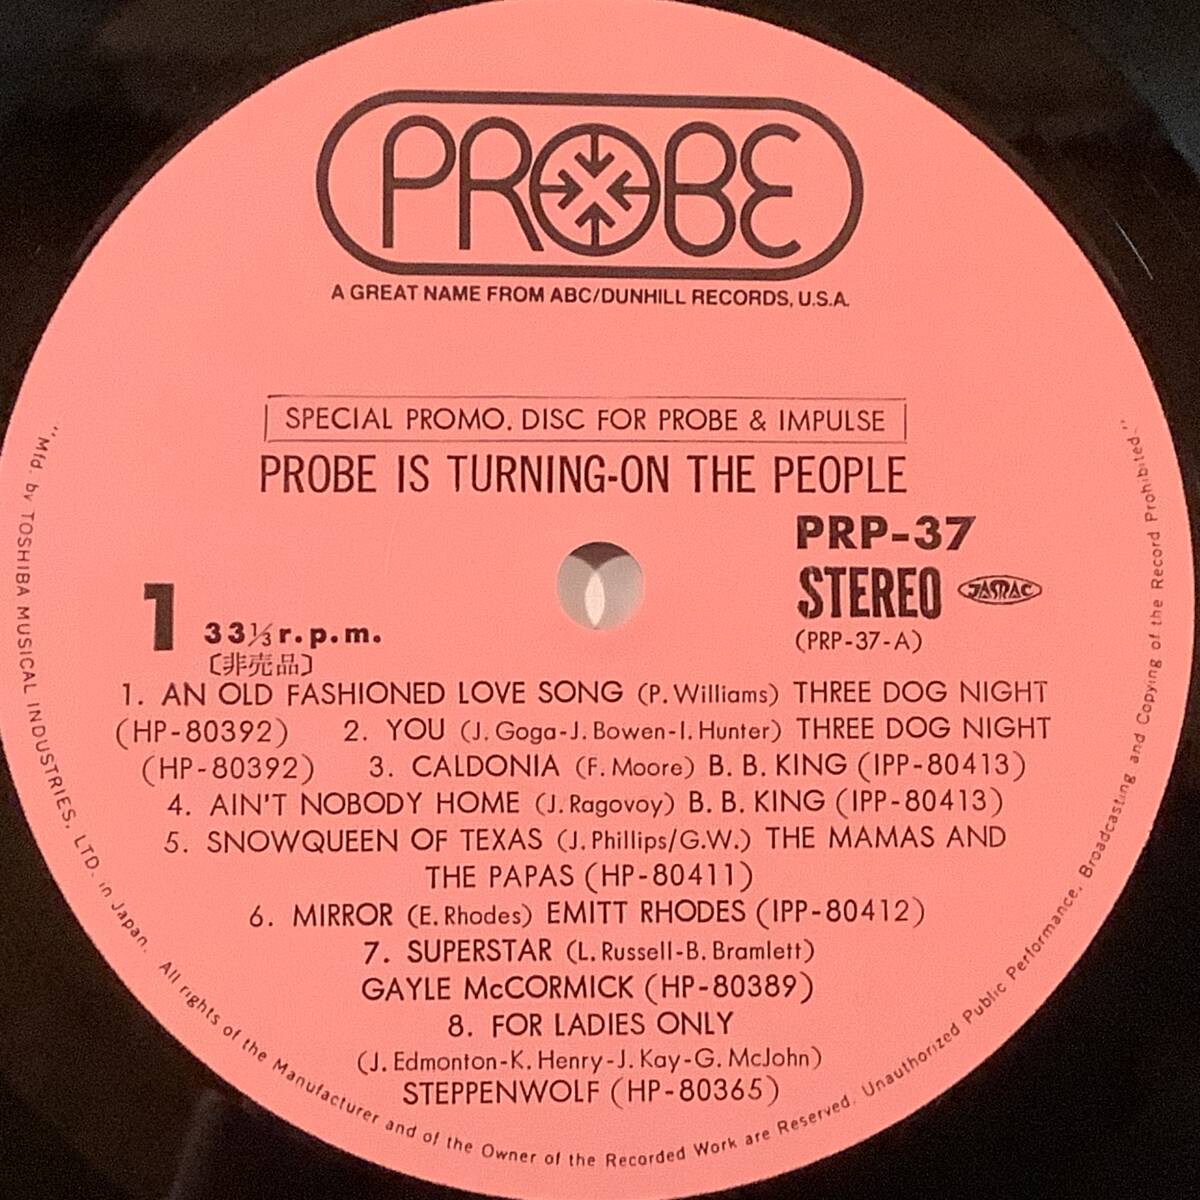 PROBE
A GREAT NAME FROM ABC/DUNHILL RECORDS, U.S.A.
SPECIAL PROMO. DISC FOR PROBE & IMPULSE
PROBE IS TURNING-ON THE PEOPLE
PRP-37
STEREO JASRAC
(PRP-37-A)
1 33⅓ r.p.m.
〔非売品〕
1. AN OLD FASHIONED LOVE SONG (P. Williams) THREE DOG NIGHT
(HP-80392) 2. YOU (J. Goga-J. Bowen-I. Hunter) THREE DOG NIGHT
(HP-80392) 3. CALDONIA (F. Moore) B. B. KING (IPP-80413)
4. AIN'T NOBODY HOME (J. Ragovoy) B. B. KING (IPP-80413)
5. SNOWQUEEN OF TEXAS (J. Phillips/G.W.) THE MAMAS AND
THE PAPAS (HP-80411)
6. MIRROR (E. Rhodes) EMITT RHODES (IPP-80412)
7. SUPERSTAR (L. Russell-B. Bramlett)
GAYLE McCORMICK (HP-80389)
8. FOR LADIES ONLY
(J. Edmonton-K. Henry-J. Kay-G. McJohn)
STEPPENWOLF (HP-80365)
"Mfd. by TOSHIBA MUSICAL INDUSTRIES, LTD. in Japan. All rights of the Manufacturer and of the Owner of the Recorded Work are Reserved. Unauthorized Public Performance, Broadcasting and Copying of the Record Prohibited."